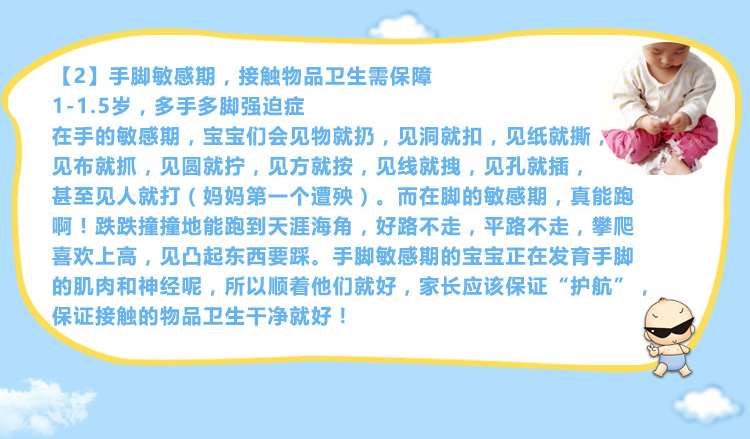 【2】手脚敏感期，接触物品卫生需保障
1-1.5岁，多手多脚强迫症
在手的敏感期，宝宝们会见物就扔，见洞就扣，见纸就撕，
见布就抓，见圆就拧，见方就按，见线就拽，见孔就插，
甚至见人就打（妈妈第一个遭殃）。而在脚的敏感期，真能跑
啊！跌跌撞撞地能跑到天涯海角，好路不走，平路不走，攀爬
喜欢上高，见凸起东西要踩。手脚敏感期的宝宝正在发育手脚
的肌肉和神经呢，所以顺着他们就好，家长应该保证“护航”，
保证接触的物品卫生干净就好！